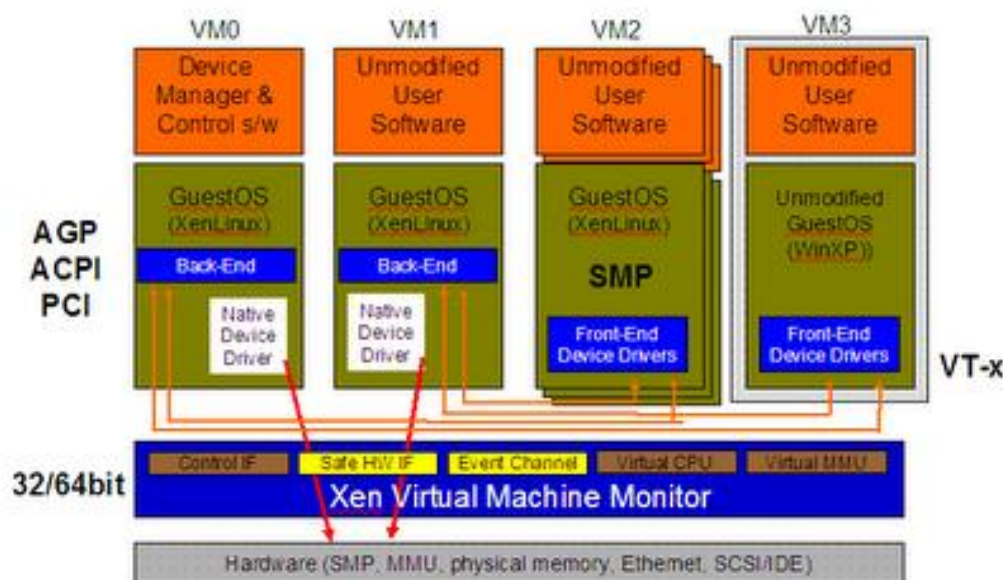 VM0
VM1
VM2
VM3
Device
Manager &
Control s/w
Unmodified
User
Software
Unmodified
User
Software
Unmodified
User
Software
AGP
ACPI
PCI
GuestOS
(XenLinux)
Back-End
Native
Device
Driver
GuestOS
(XenLinux)
Back-End
Native
Device
Driver
GuestOS
(XenLinux)
SMP
Front-End
Device Drivers
Unmodified
GuestOS
(WinXP))
Front-End
Device Drivers
VT-x
32/64bit
Control IF
Safe HW IF
Event Channel
Virtual CPU
Virtual MMU
Xen Virtual Machine Monitor
Hardware (SMP, MMU, physical memory, Ethernet, SCSI/IDE)